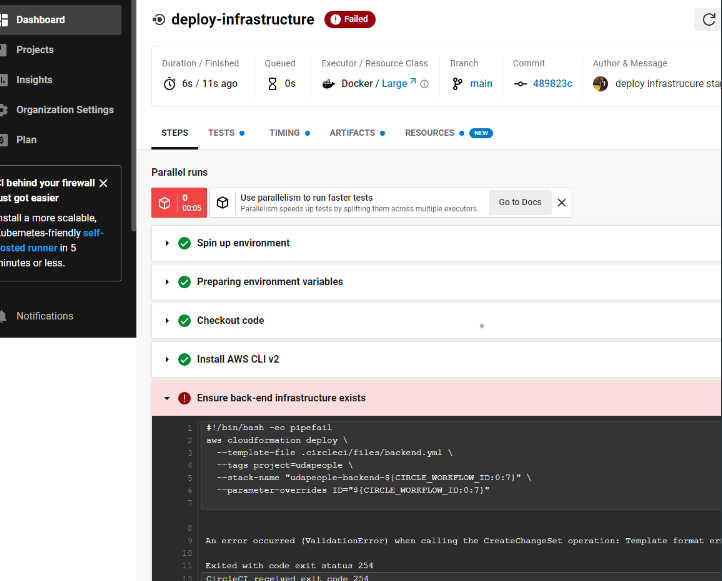 Dashboard
Projects
Insights
Organization Settings
Plan
CI behind your firewall
just got easier
Install a more scalable,
Kubernetes-friendly self-
hosted runner in 5
minutes or less.
Notifications
deploy-infrastructure Failed
Duration / Finished Queued Executor / Resource Class Branch Commit Author & Message
6s / 11s ago 0s Docker / Large main 489823c deploy infrastrucure sta
STEPS TESTS TIMING ARTIFACTS RESOURCES NEW
Parallel runs
0
00:05
Use parallelism to run faster tests
Parallelism speeds up tests by splitting them across multiple executors.
Go to Docs
Spin up environment
Preparing environment variables
Checkout code
Install AWS CLI v2
Ensure back-end infrastructure exists
1 #!/bin/bash -eo pipefail
2 aws cloudformation deploy \
3 --template-file .circleci/files/backend.yml \
4 --tags project=udapeople \
5 --stack-name "udapeople-backend-${CIRCLE_WORKFLOW_ID:0:7}" \
6 --parameter-overrides ID="${CIRCLE_WORKFLOW_ID:0:7}"
7
8
9 An error occurred (ValidationError) when calling the CreateChangeSet operation: Template format er
10
11 Exited with code exit status 254
12 CircleCI received exit code 254